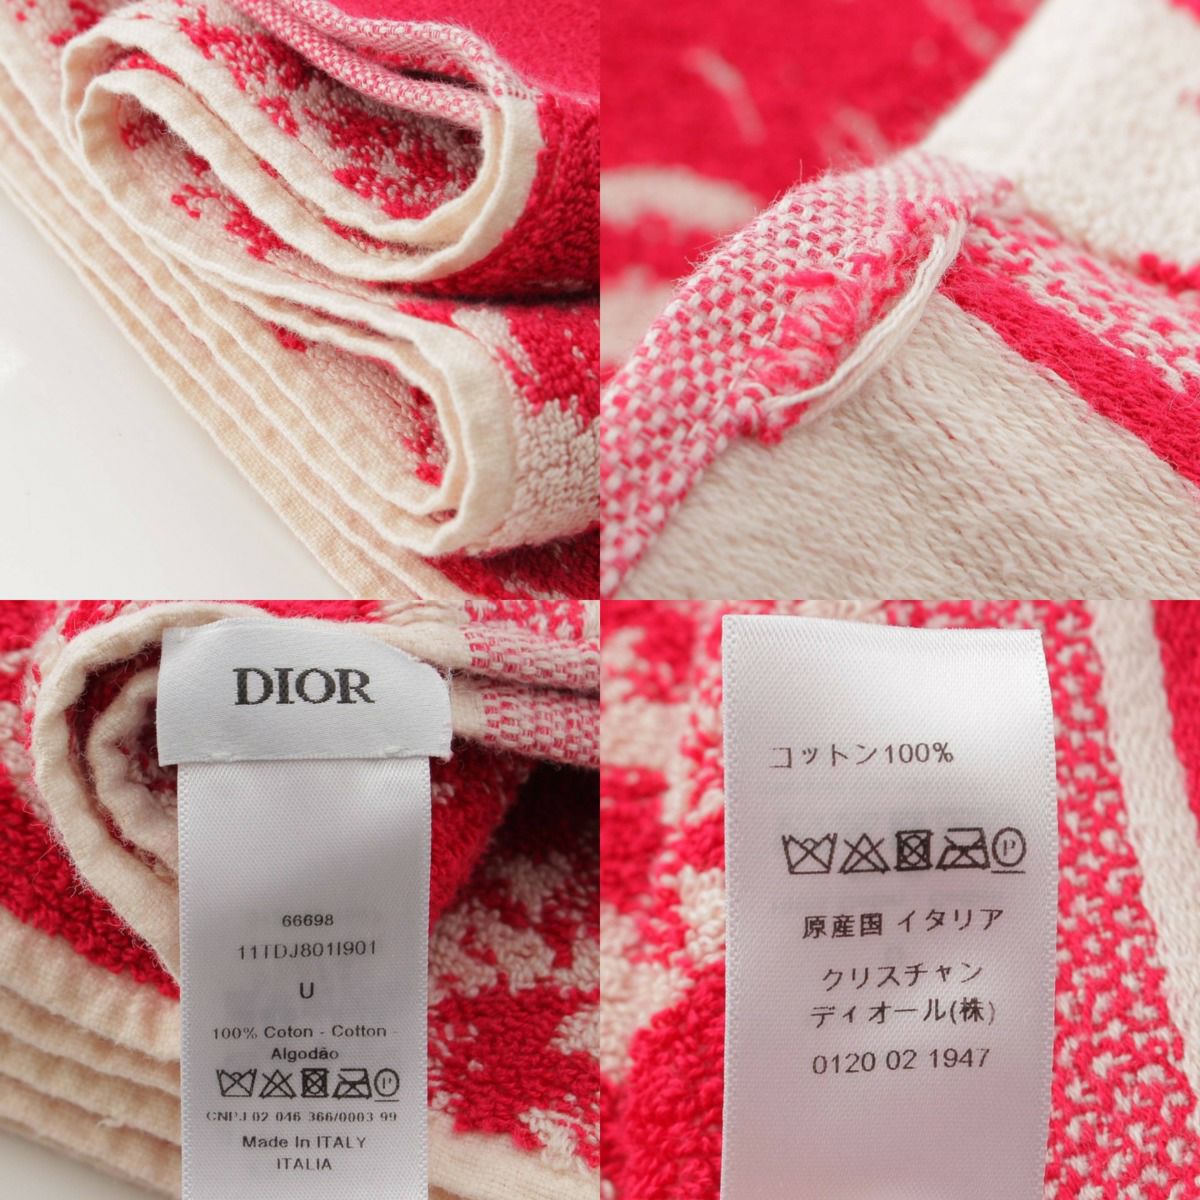 DIOR
66698
11TDJ801I901
U
100% Coton - Cotton -
Algodão
P
CNPJ 02 046 366/0003 99
Made In ITALY
ITALIA
コットン100%
P
原産国 イタリア
クリスチャン
ディオール(株)
0120 02 1947